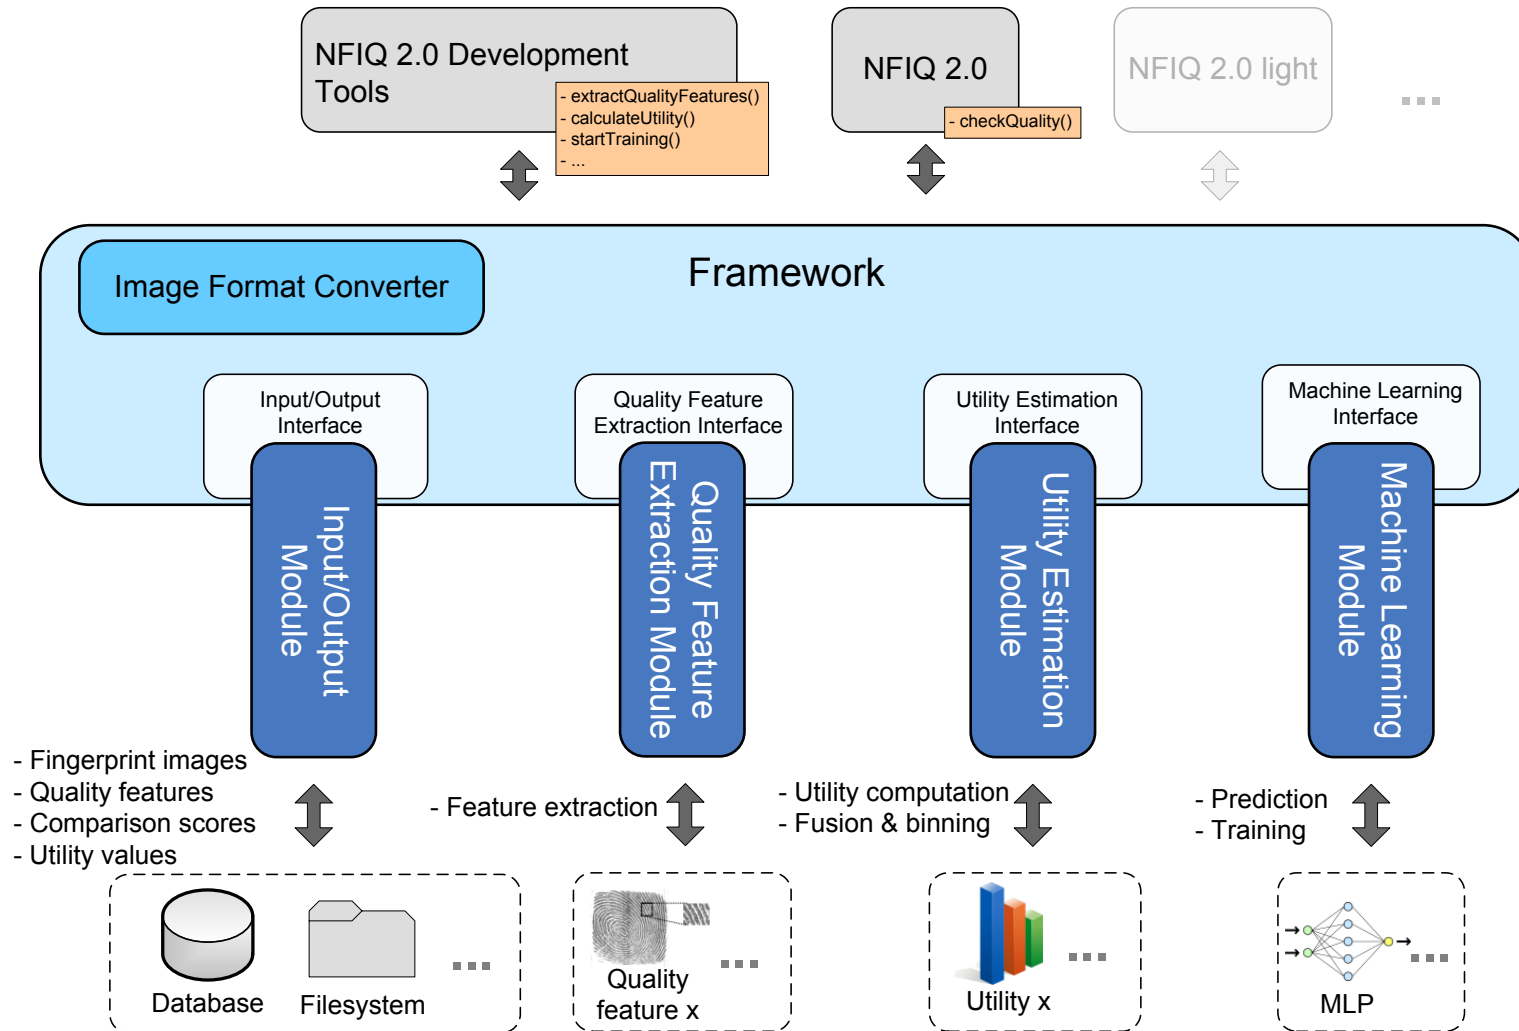 NFIQ 2.0 Development
Tools
- extractQualityFeatures()
- calculateUtility()
- startTraining()
- ...
NFIQ 2.0
- checkQuality()
NFIQ 2.0 light
Image Format Converter
Framework
Input/Output
Interface
Quality Feature
Extraction Interface
Utility Estimation
Interface
Machine Learning
Interface
Input/Output
Module
Quality Feature
Extraction Module
Utility Estimation
Module
Machine Learning
Module
- Fingerprint images
- Quality features
- Comparison scores
- Utility values
- Feature extraction
- Utility computation
- Fusion & binning
- Prediction
- Training
Database
Filesystem
Quality
feature x
Utility x
MLP